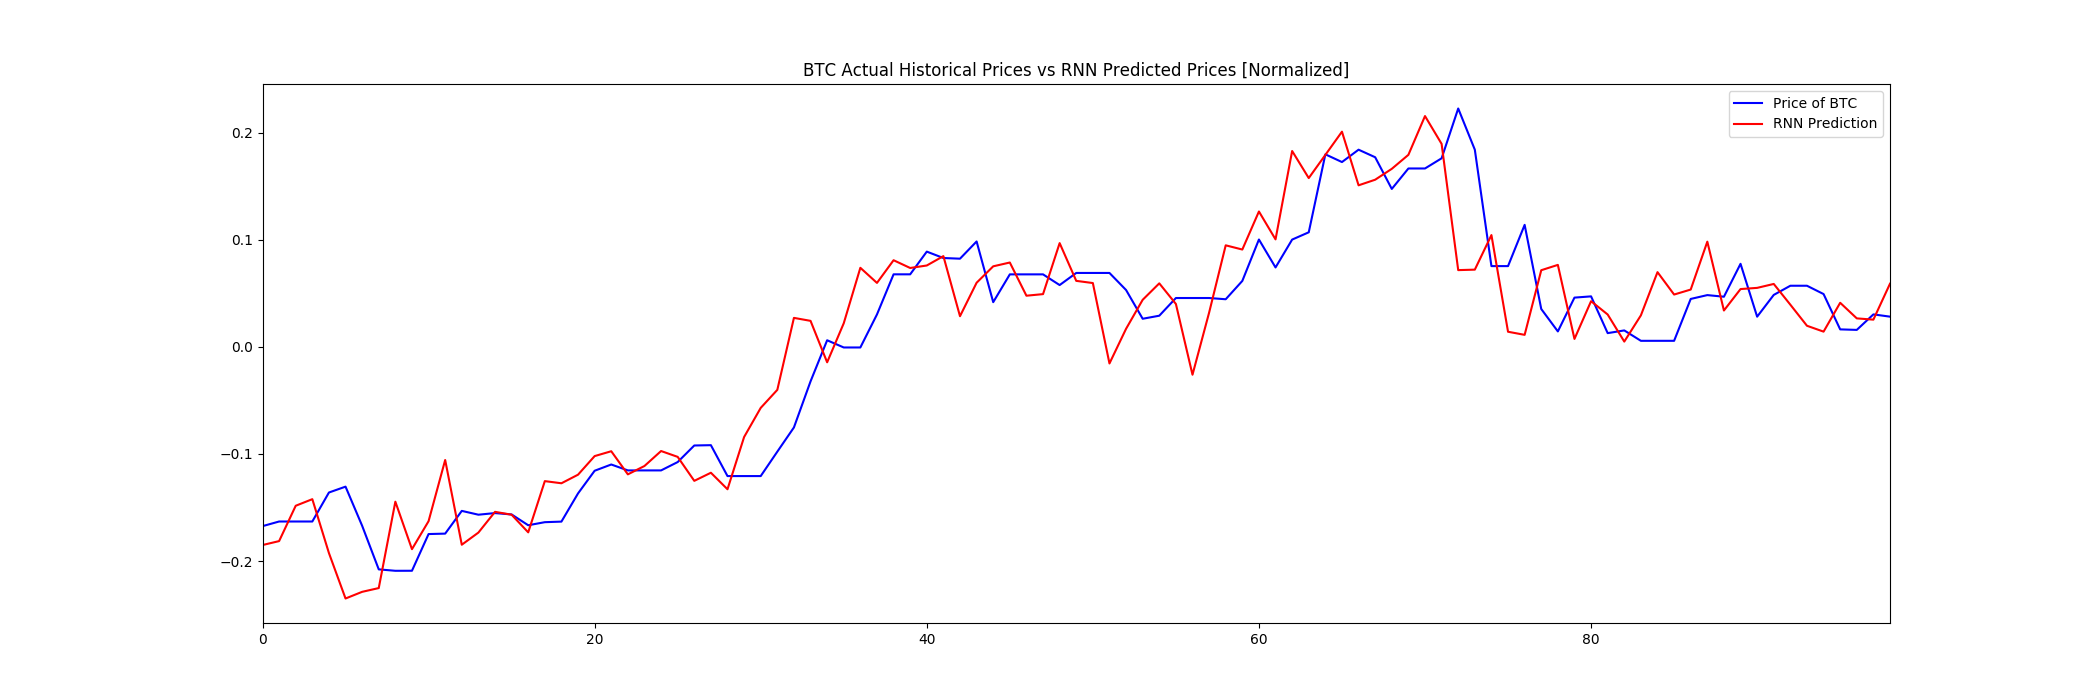 BTC Actual Historical Prices vs RNN Predicted Prices [Normalized]
Price of BTC
RNN Prediction
0.2
0.1
0.0
−0.1
−0.2
0 20 40 60 80